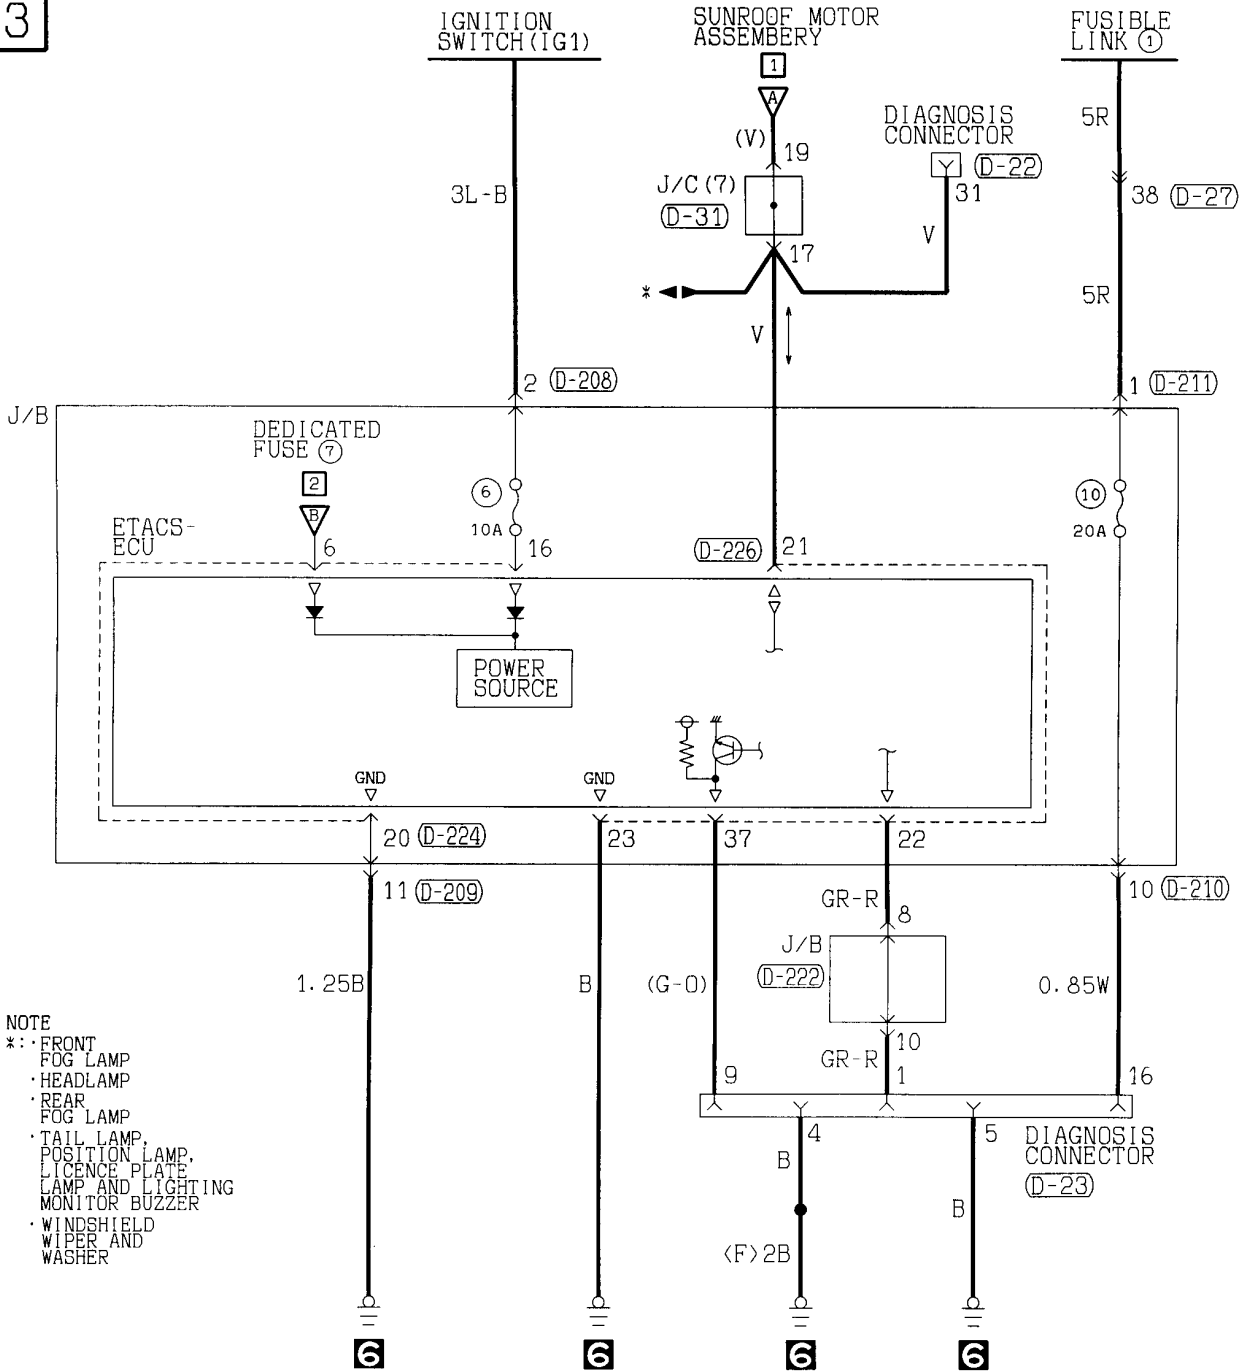 3
IGNITION
SWITCH(IG1)
SUNROOF MOTOR
ASSEMBERY
FUSIBLE
LINK ①
1
A
DIAGNOSIS
CONNECTOR
5R
(V)
19
D-22
J/C(7)
3L-B
31
38 D-27
D-31
V
17
*
5R
V
2 D-208
1 D-211
J/B
DEDICATED
FUSE ⑦
2
⑥
⑩
B
10A
20A
ETACS-
ECU
6
16
D-226 21
POWER
SOURCE
GND
GND
20 D-224
23
37
22
11 D-209
10 D-210
GR-R
8
J/B
D-222
1.25B
B
(G-O)
0.85W
NOTE
*:·FRONT
FOG LAMP
·HEADLAMP
·REAR
FOG LAMP
·TAIL LAMP,
POSITION LAMP,
LICENCE PLATE
LAMP AND LIGHTING
MONITOR BUZZER
·WINDSHIELD
WIPER AND
WASHER
10
GR-R
9
1
16
4
5
DIAGNOSIS
CONNECTOR
D-23
B
B
<F>2B
6
6
6
6